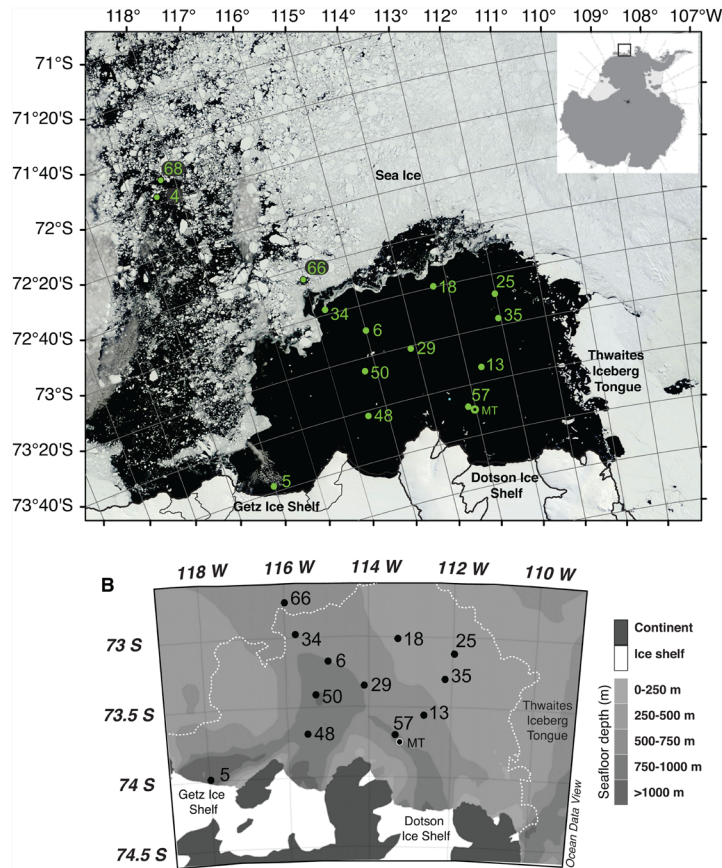 118° 117° 116° 115° 114° 113° 112° 111° 110° 109° 108° 107°W
71°S
71°20'S
71°40'S
72°S
72°20'S
72°40'S
73°S
73°20'S
73°40'S
68
4
Sea Ice
66
18
25
34
6
35
29
Thwaites
Iceberg
Tongue
50
13
57
MT
48
5
Getz Ice Shelf
Dotson Ice
Shelf
B
118 W 116 W 114 W 112 W 110 W
73 S
73.5 S
74 S
74.5 S
66
34
18
25
6
35
29
50
13
48
57
MT
5
Thwaites
Iceberg
Tongue
Getz Ice
Shelf
Dotson
Ice Shelf
Ocean Data View
Continent
Ice shelf
Seafloor depth (m)
0-250 m
250-500 m
500-750 m
750-1000 m
>1000 m